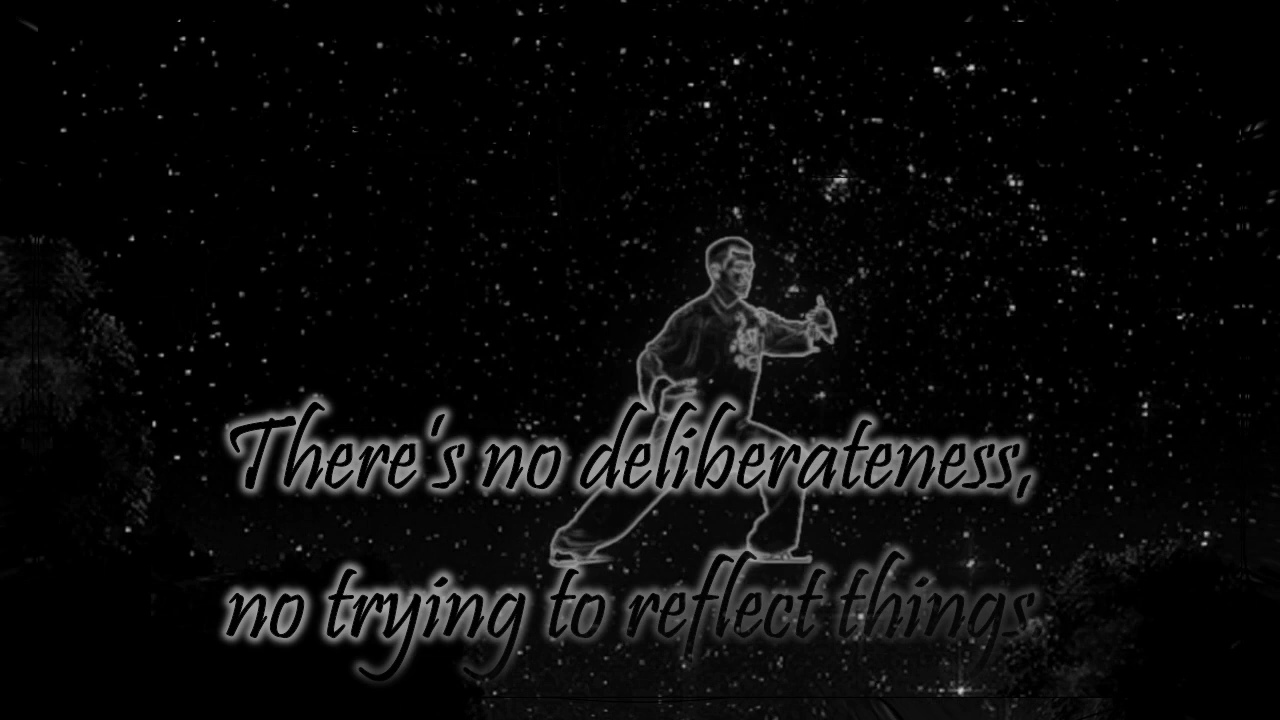 There's no deliberateness,
no trying to reflect things